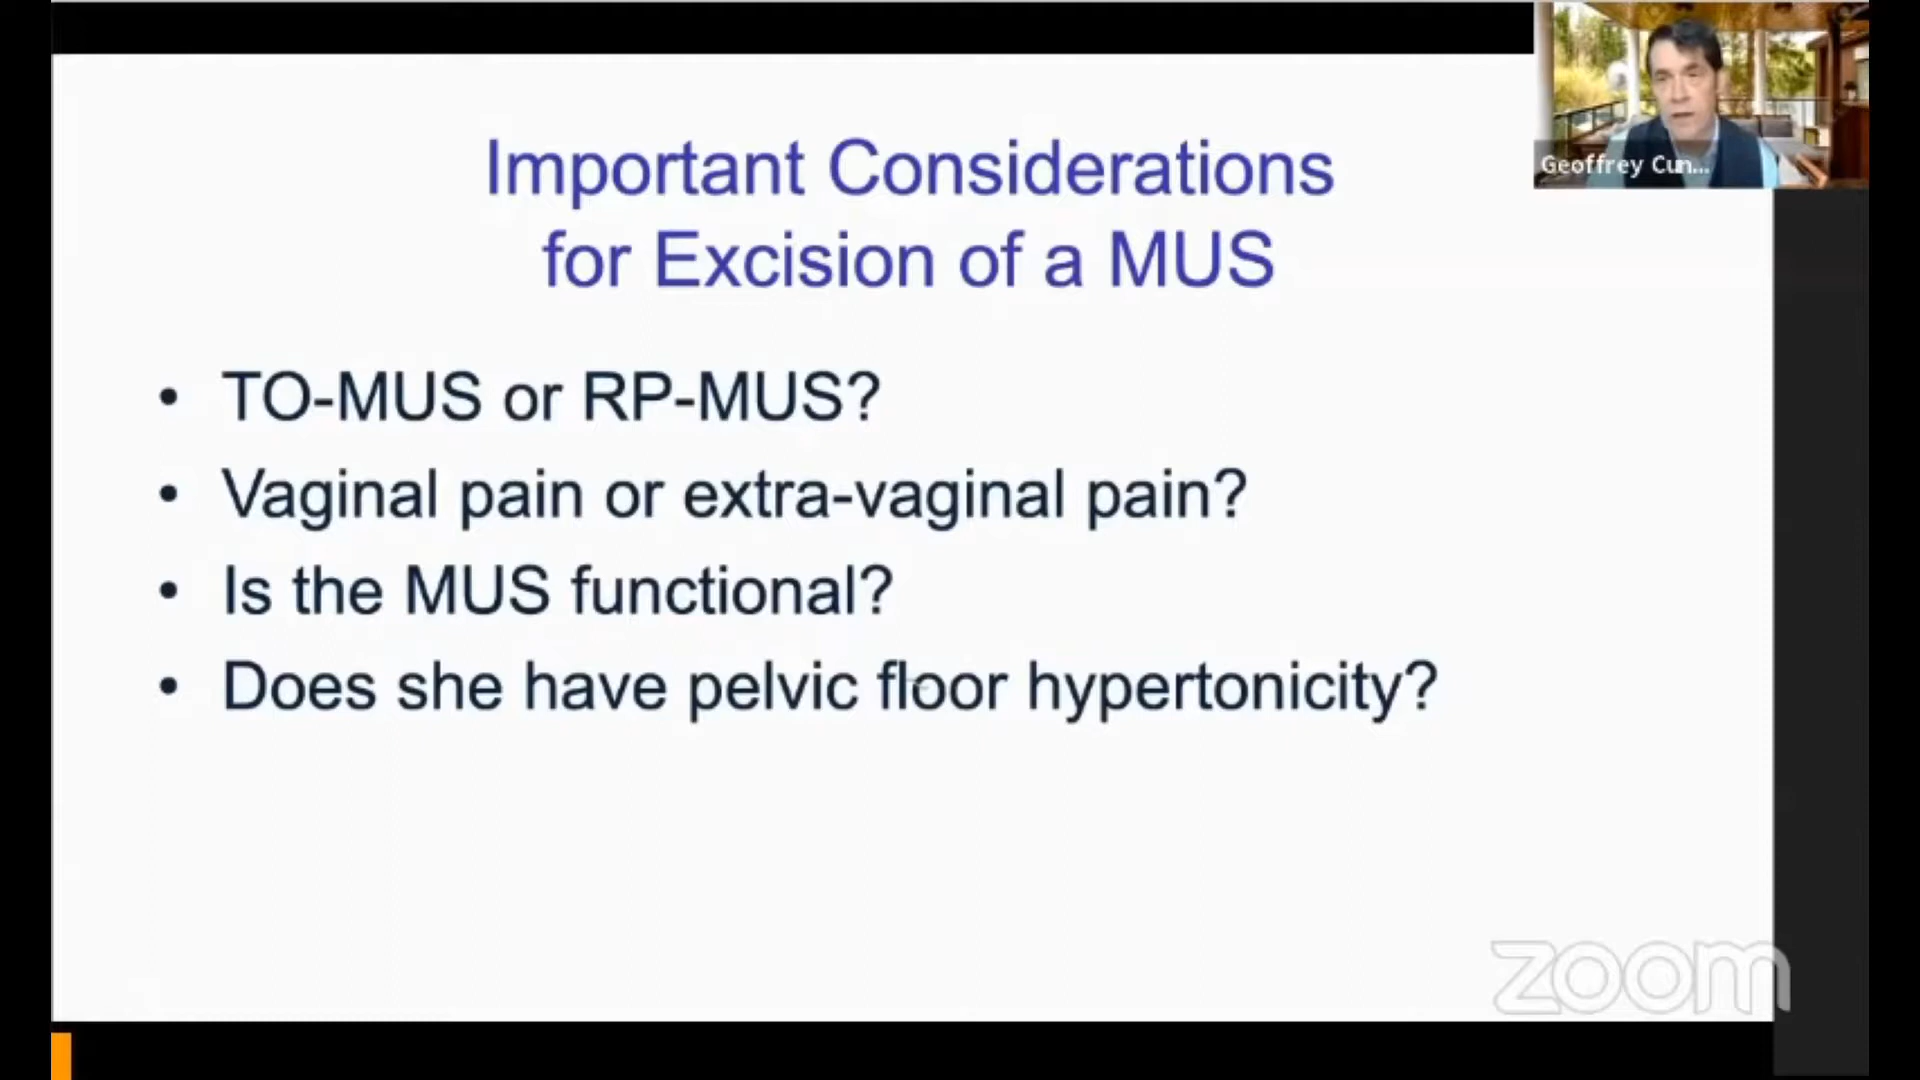 Important Considerations
for Excision of a MUS
• TO-MUS or RP-MUS?
• Vaginal pain or extra-vaginal pain?
• Is the MUS functional?
• Does she have pelvic floor hypertonicity?
Geoffrey Cun...
zoom